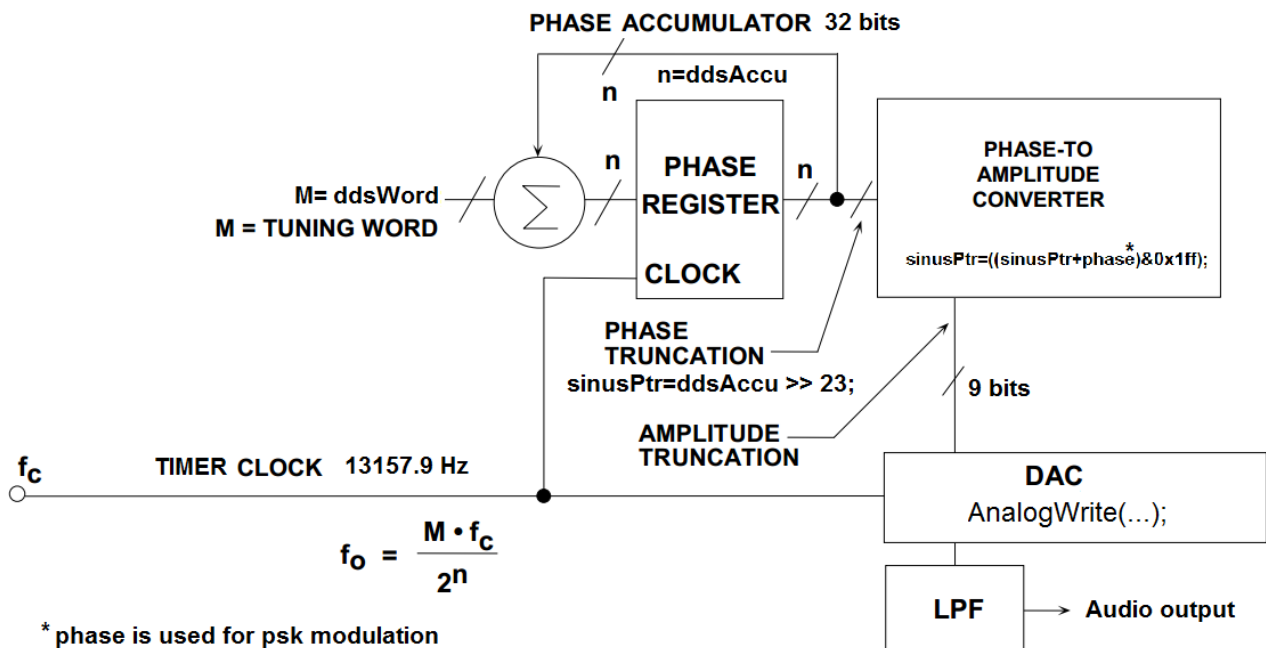 PHASE ACCUMULATOR 32 bits
n=ddsAccu
n
n
n
PHASE
REGISTER
CLOCK
M= ddsWord
M = TUNING WORD
Σ
PHASE-TO
AMPLITUDE
CONVERTER
sinusPtr=((sinusPtr+phase*)&0x1ff);
PHASE
TRUNCATION
sinusPtr=ddsAccu >> 23;
9 bits
AMPLITUDE
TRUNCATION
fc
TIMER CLOCK 13157.9 Hz
DAC
AnalogWrite(...);
fo = M • fc
2n
LPF
Audio output
* phase is used for psk modulation